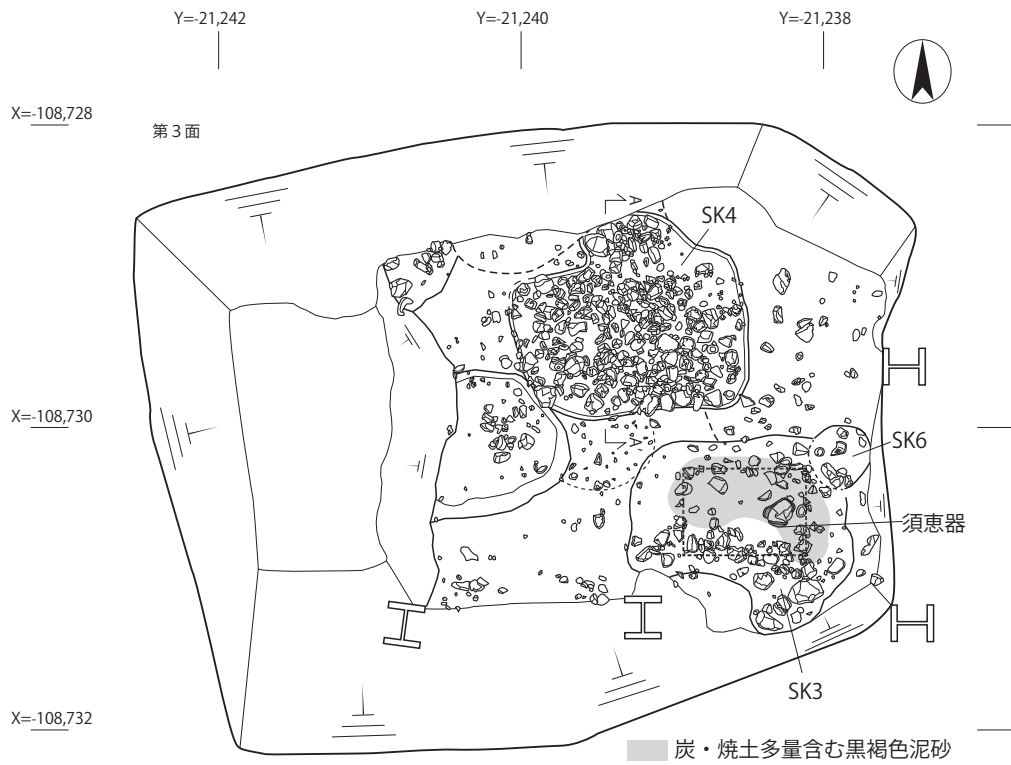 Y=-21,242
Y=-21,240
Y=-21,238
X=-108,728
第３面
A
SK4
X=-108,730
A'
SK6
須恵器
SK3
X=-108,732
炭・焼土多量含む黒褐色泥砂